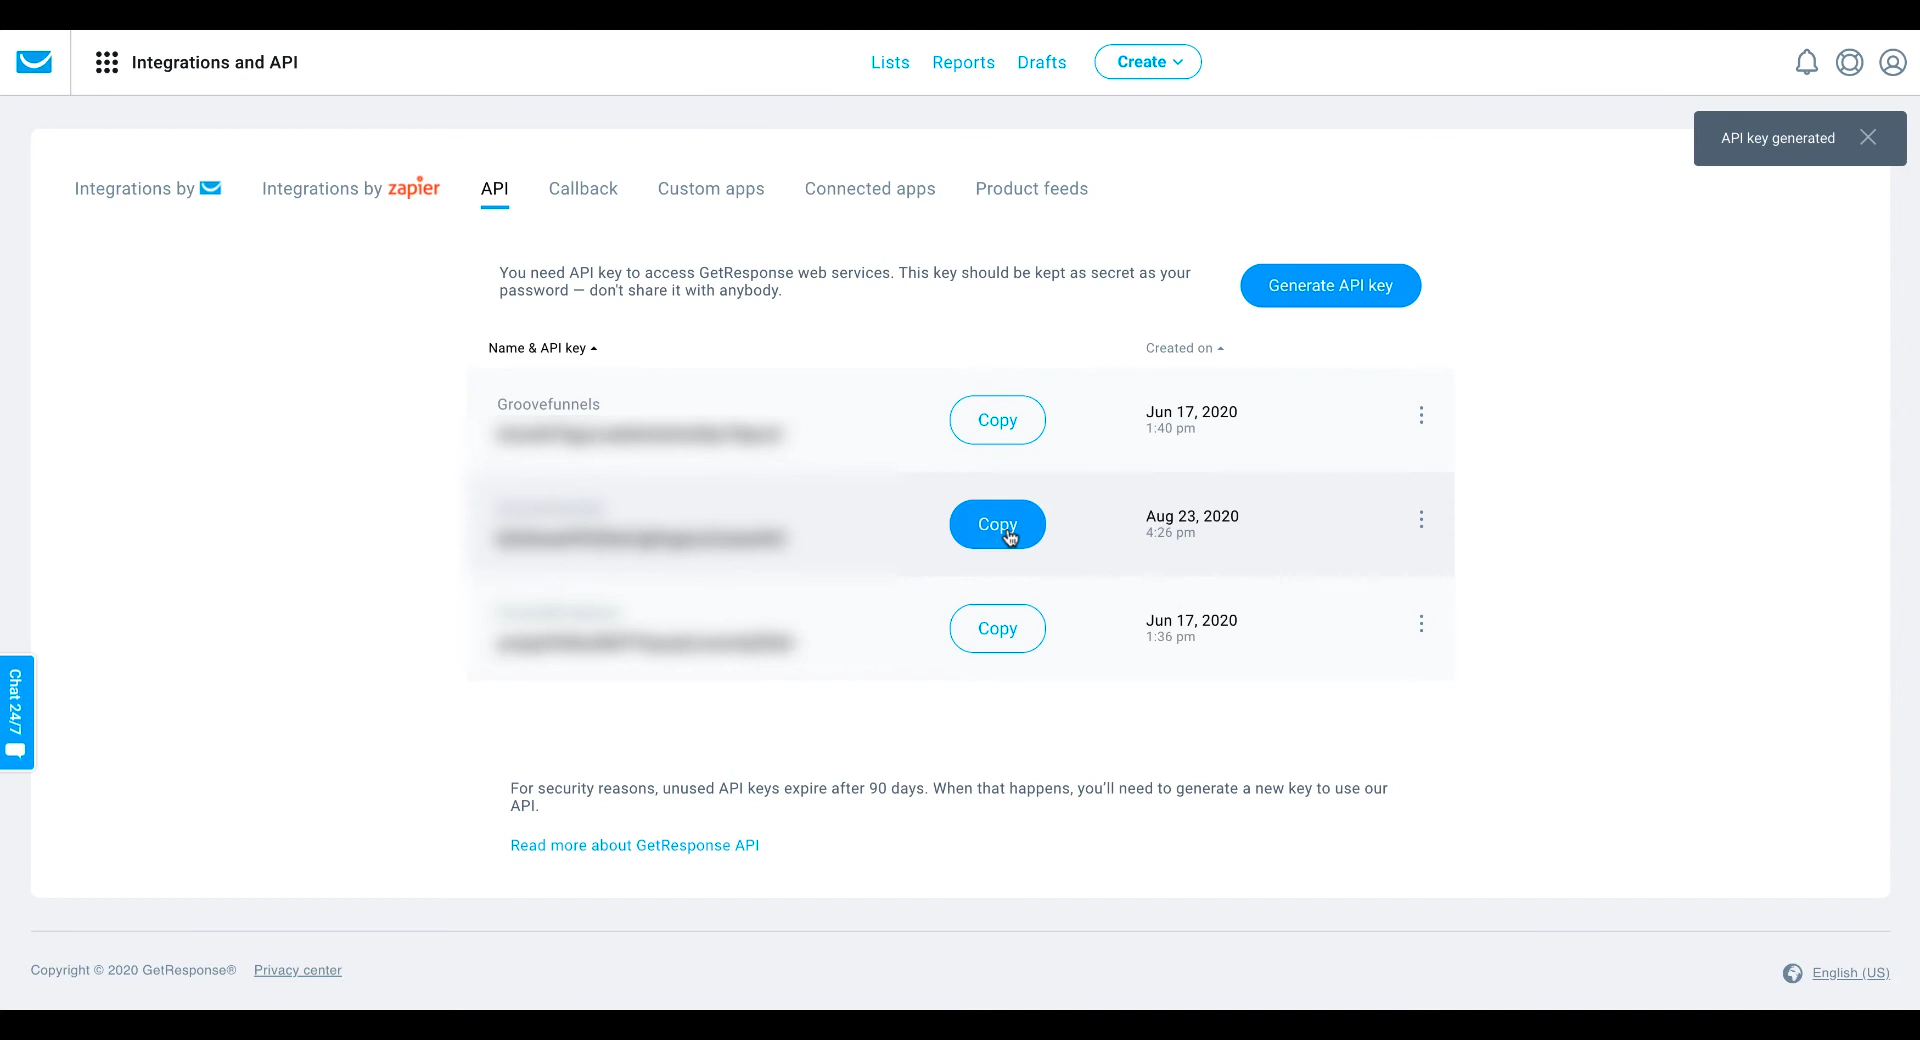 Integrations and API
Lists Reports Drafts Create
API key generated
Integrations by
Integrations by zapier
API
Callback
Custom apps
Connected apps
Product feeds
You need API key to access GetResponse web services. This key should be kept as secret as your
password — don't share it with anybody.
Generate API key
Name & API key
Created on
Groovefunnels
Copy
Jun 17, 2020
1:40 pm
Copy
Aug 23, 2020
4:26 pm
Copy
Jun 17, 2020
1:36 pm
Chat 24/7
For security reasons, unused API keys expire after 90 days. When that happens, you'll need to generate a new key to use our
API.
Read more about GetResponse API
Copyright © 2020 GetResponse® Privacy center
English (US)